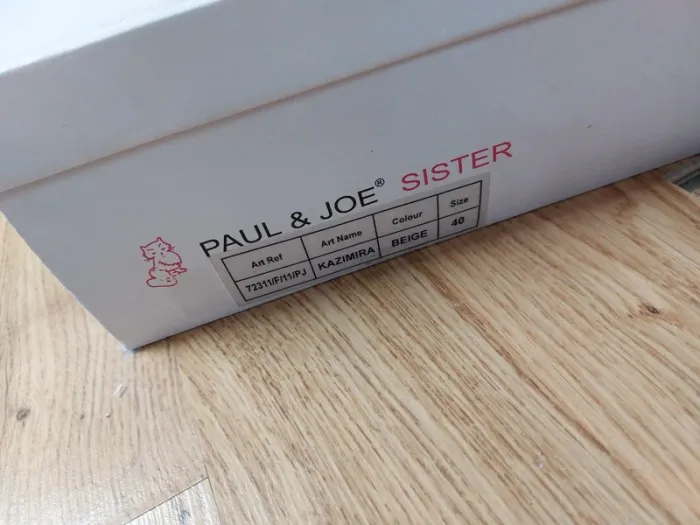 PAUL & JOE® SISTER
Art Ref Art Name Colour Size
72311/F/11/PJ KAZIMIRA BEIGE 40